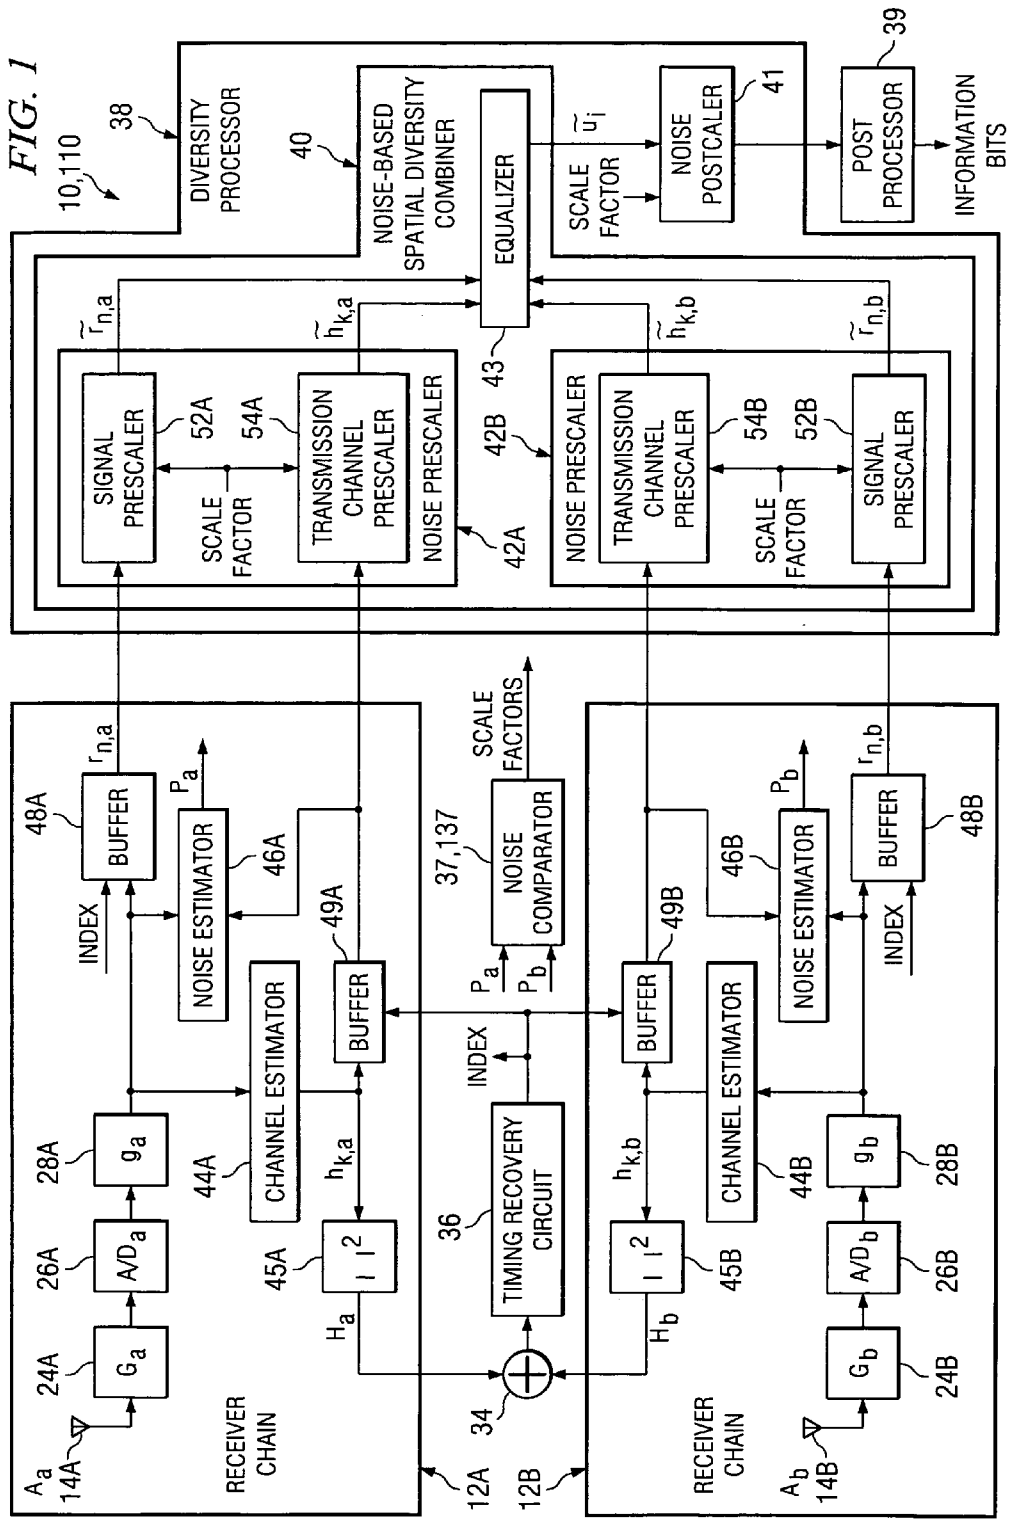 FIG. 1
10,110
38
DIVERSITY
PROCESSOR
40
NOISE-BASED
SPATIAL DIVERSITY
COMBINER
EQUALIZER
43
ũi
SCALE
FACTOR
NOISE
POSTCALER
41
POST
PROCESSOR
39
INFORMATION
BITS
r̃n,a
h̃k,a
h̃k,b
r̃n,b
SIGNAL
PRESCALER
52A
54A
SCALE
FACTOR
TRANSMISSION
CHANNEL
PRESCALER
NOISE PRESCALER
42A
42B
NOISE PRESCALER
TRANSMISSION
CHANNEL
PRESCALER
54B
52B
SCALE
FACTOR
SIGNAL
PRESCALER
48A
BUFFER
rn,a
INDEX
Pa
NOISE ESTIMATOR
46A
49A
BUFFER
CHANNEL ESTIMATOR
44A
hk,a
28A
ga
26A
A/Da
24A
Ga
Aa
14A
45A
| |2
Ha
RECEIVER
CHAIN
12A
SCALE
FACTORS
37,137
NOISE
COMPARATOR
Pa
Pb
INDEX
36
TIMING RECOVERY
CIRCUIT
34
12B
49B
BUFFER
46B
NOISE ESTIMATOR
Pb
rn,b
BUFFER
48B
INDEX
CHANNEL ESTIMATOR
44B
hk,b
45B
| |2
Hb
gb
28B
A/Db
26B
Gb
24B
Ab
14B
RECEIVER
CHAIN